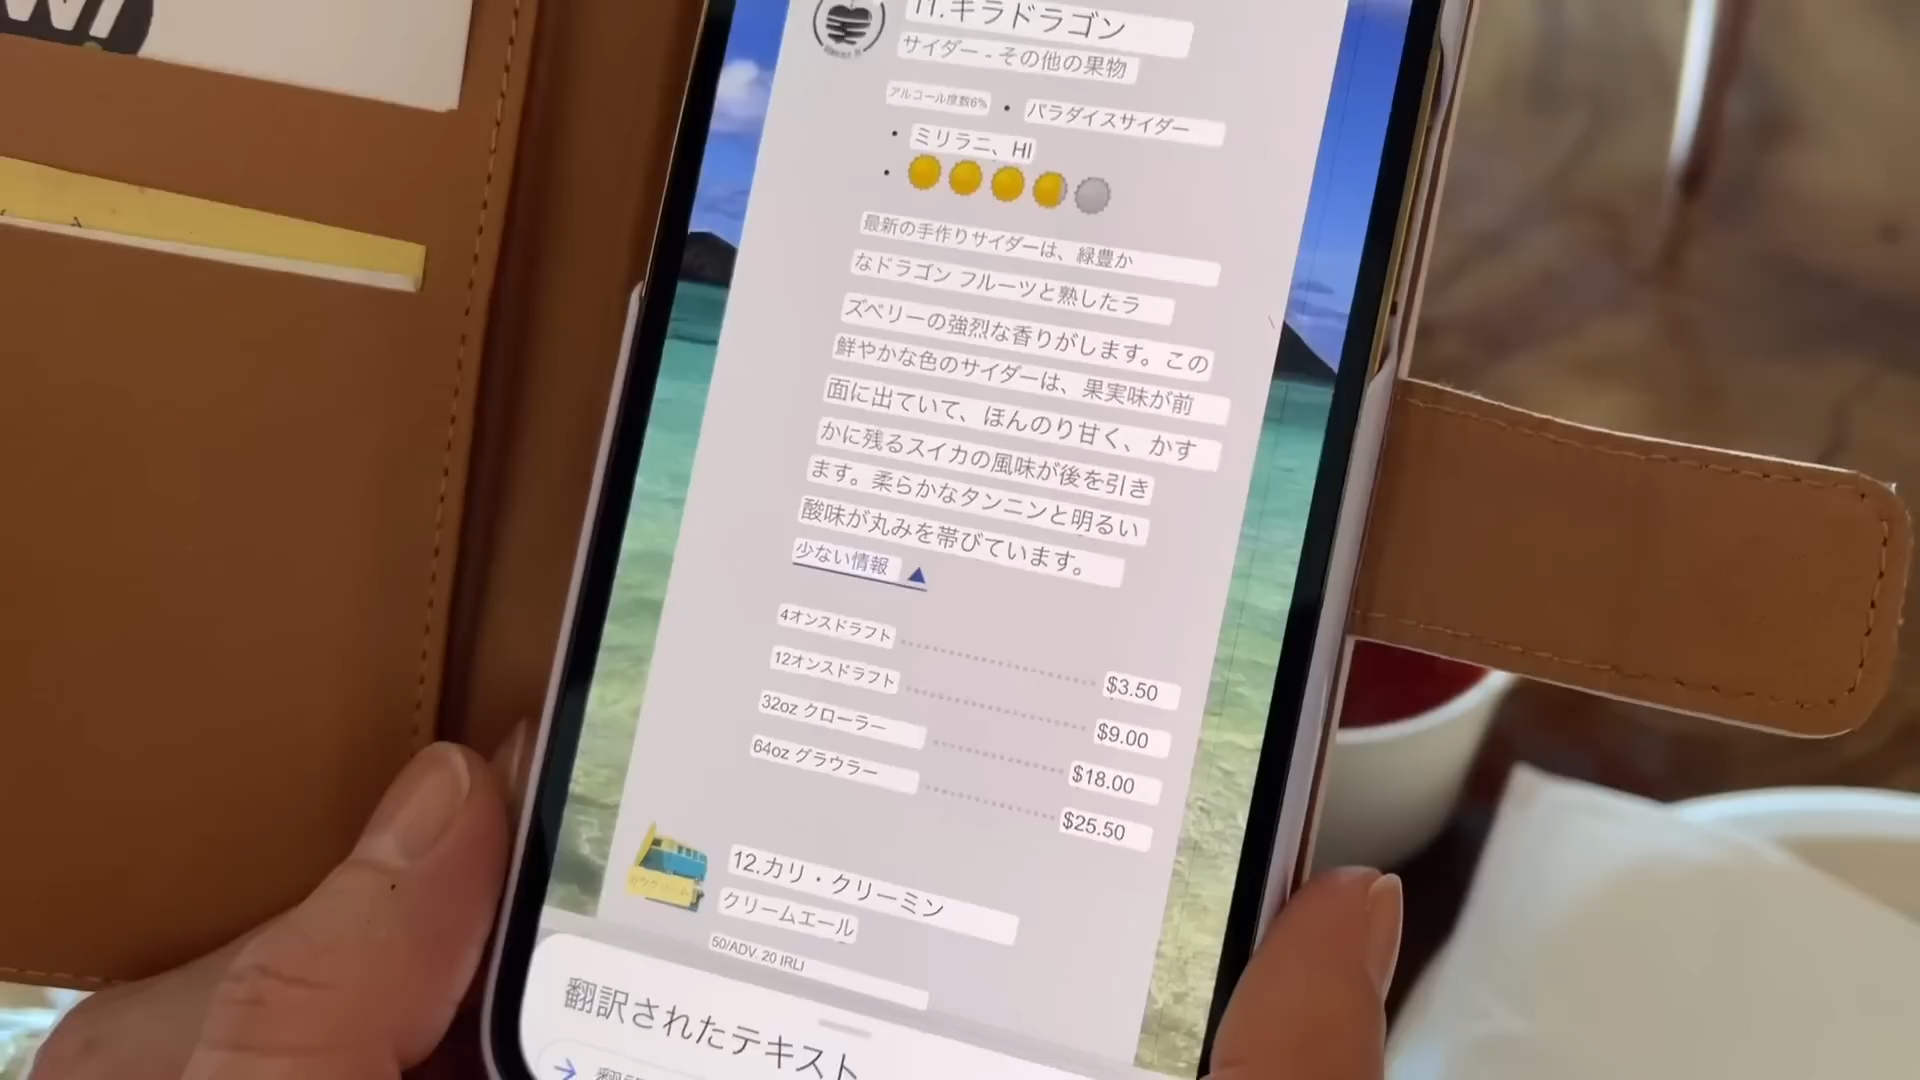 11.キラドラゴン
サイダー - その他の果物
アルコール度数6% • パラダイスサイダー
• ミリラニ、HI
最新の手作りサイダーは、緑豊か
なドラゴン フルーツと熟したラ
ズベリーの強烈な香りがします。この
鮮やかな色のサイダーは、果実味が前
面に出ていて、ほんのり甘く、かす
かに残るスイカの風味が後を引き
ます。柔らかなタンニンと明るい
酸味が丸みを帯びています。
少ない情報 ▲
4オンスドラフト $3.50
12オンスドラフト $9.00
32oz クローラー $18.00
64oz グラウラー $25.50
12.カリ・クリーミン
クリームエール
50/ADV. 20 IRLI
翻訳されたテキスト